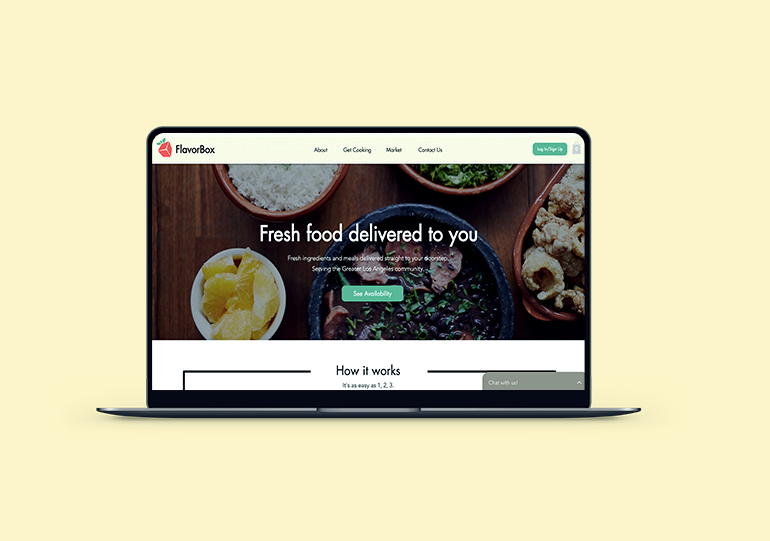 FlavorBox
About Get Cooking Market Contact Us
Log In/Sign Up
Fresh food delivered to you
Fresh ingredients and meals delivered straight to your doorstep.
Serving the Greater Los Angeles community.
See Availability
How it works
It's as easy as 1, 2, 3.
Chat with us!